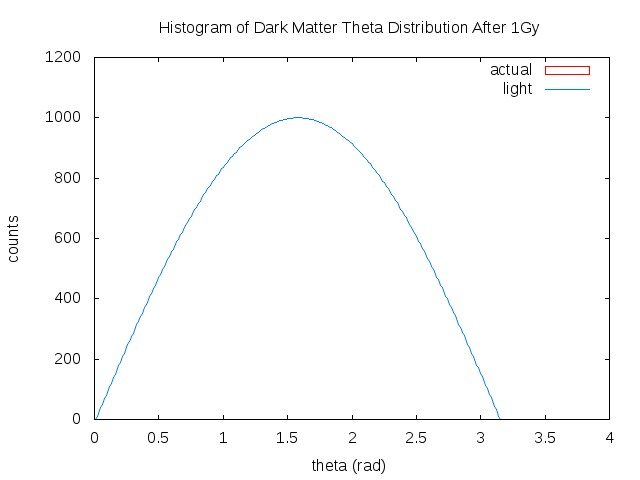 Histogram of Dark Matter Theta Distribution After 1Gy
1200
1000
800
600
400
200
0
counts
actual
light
0 0.5 1 1.5 2 2.5 3 3.5 4
theta (rad)